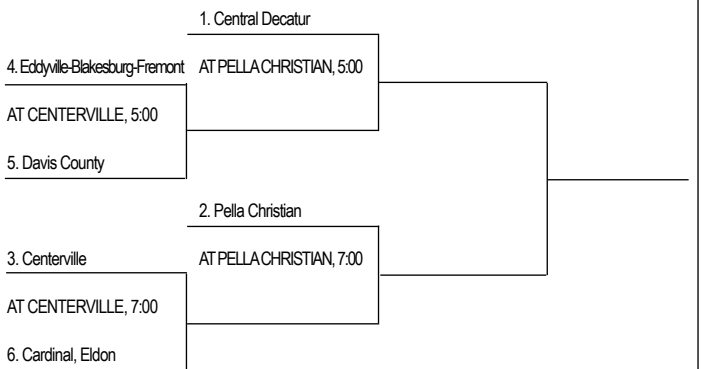 1. Central Decatur
4. Eddyville-Blakesburg-Fremont
AT PELLA CHRISTIAN, 5:00
AT CENTERVILLE, 5:00
5. Davis County
2. Pella Christian
3. Centerville
AT PELLA CHRISTIAN, 7:00
AT CENTERVILLE, 7:00
6. Cardinal, Eldon